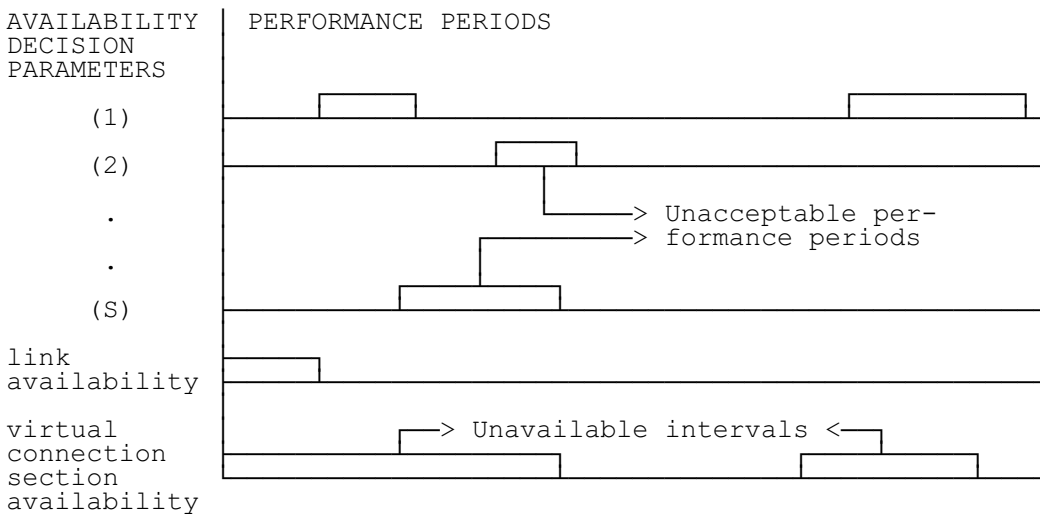 AVAILABILITY PERFORMANCE PERIODS
DECISION
PARAMETERS
(1)
(2)
. > Unacceptable per-
> formance periods
.
(S)
link
availability
virtual > Unavailable intervals <
connection
section
availability